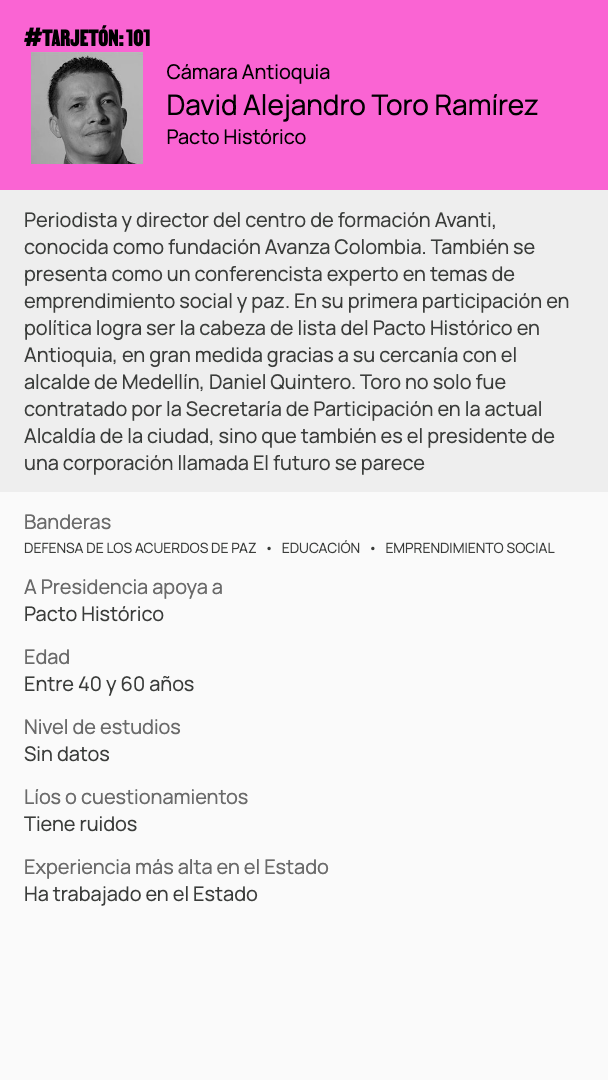 #TARJETÓN: 101
Cámara Antioquia
David Alejandro Toro Ramírez
Pacto Histórico
Periodista y director del centro de formación Avanti,
conocida como fundación Avanza Colombia. También se
presenta como un conferencista experto en temas de
emprendimiento social y paz. En su primera participación en
política logra ser la cabeza de lista del Pacto Histórico en
Antioquia, en gran medida gracias a su cercanía con el
alcalde de Medellín, Daniel Quintero. Toro no solo fue
contratado por la Secretaría de Participación en la actual
Alcaldía de la ciudad, sino que también es el presidente de
una corporación llamada El futuro se parece
Banderas
DEFENSA DE LOS ACUERDOS DE PAZ • EDUCACIÓN • EMPRENDIMIENTO SOCIAL
A Presidencia apoya a
Pacto Histórico
Edad
Entre 40 y 60 años
Nivel de estudios
Sin datos
Líos o cuestionamientos
Tiene ruidos
Experiencia más alta en el Estado
Ha trabajado en el Estado